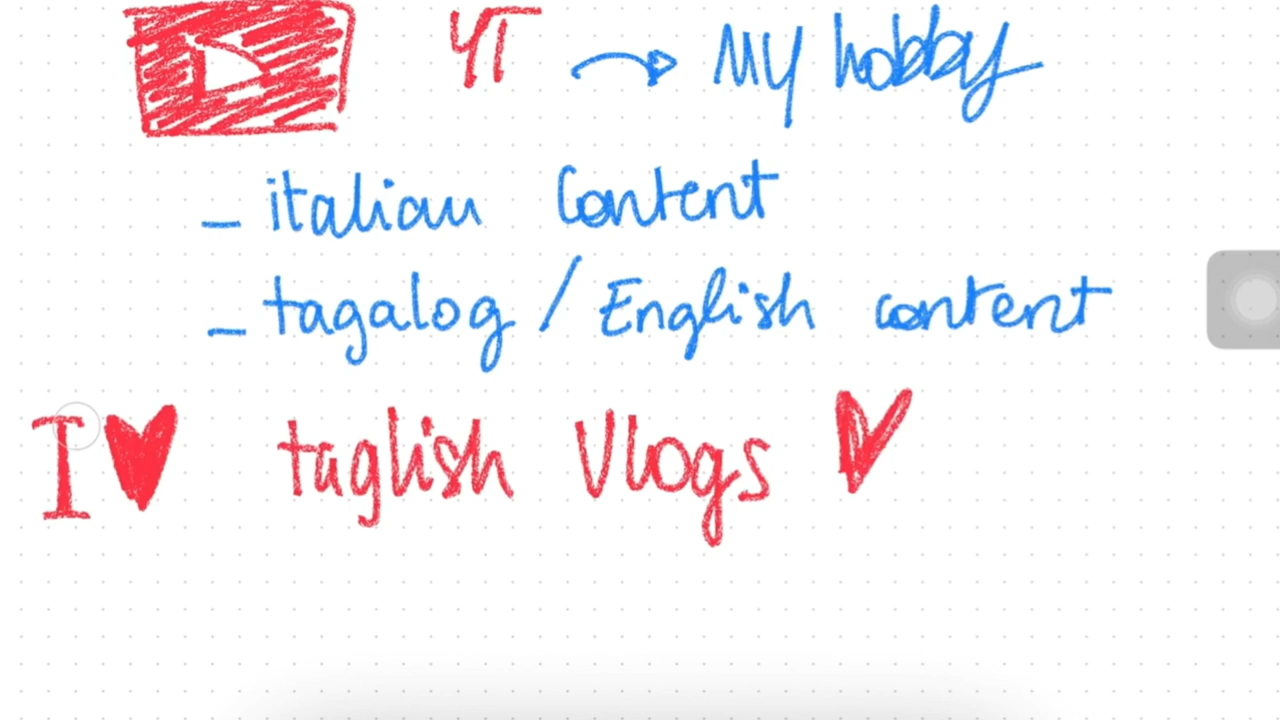 YT → My hobby
- italian Content
- tagalog / English content
I ♥ taglish Vlogs ♥